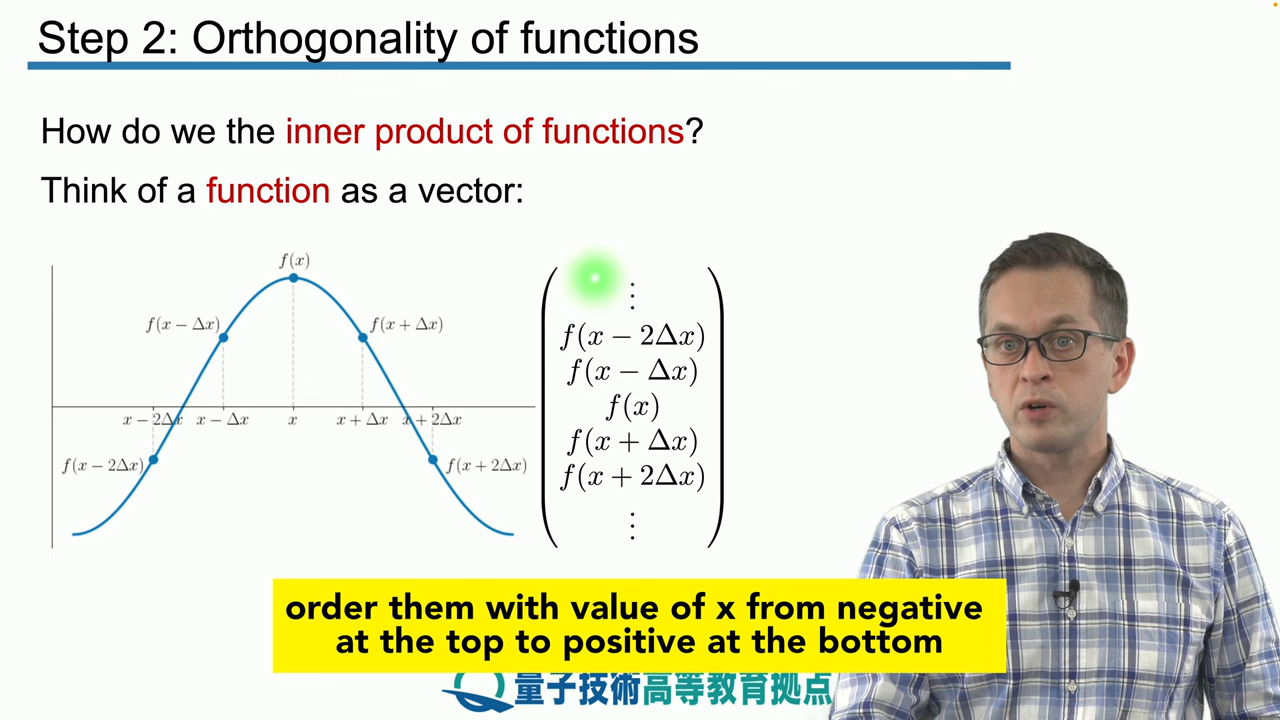 Step 2: Orthogonality of functions
How do we the inner product of functions?
Think of a function as a vector:
f(x)
f(x − Δx)
f(x + Δx)
x − 2Δx
x − Δx
x
x + Δx
x + 2Δx
f(x − 2Δx)
f(x + 2Δx)
⋮
f(x − 2Δx)
f(x − Δx)
f(x)
f(x + Δx)
f(x + 2Δx)
⋮
order them with value of x from negative
at the top to positive at the bottom
量子技術高等教育拠点